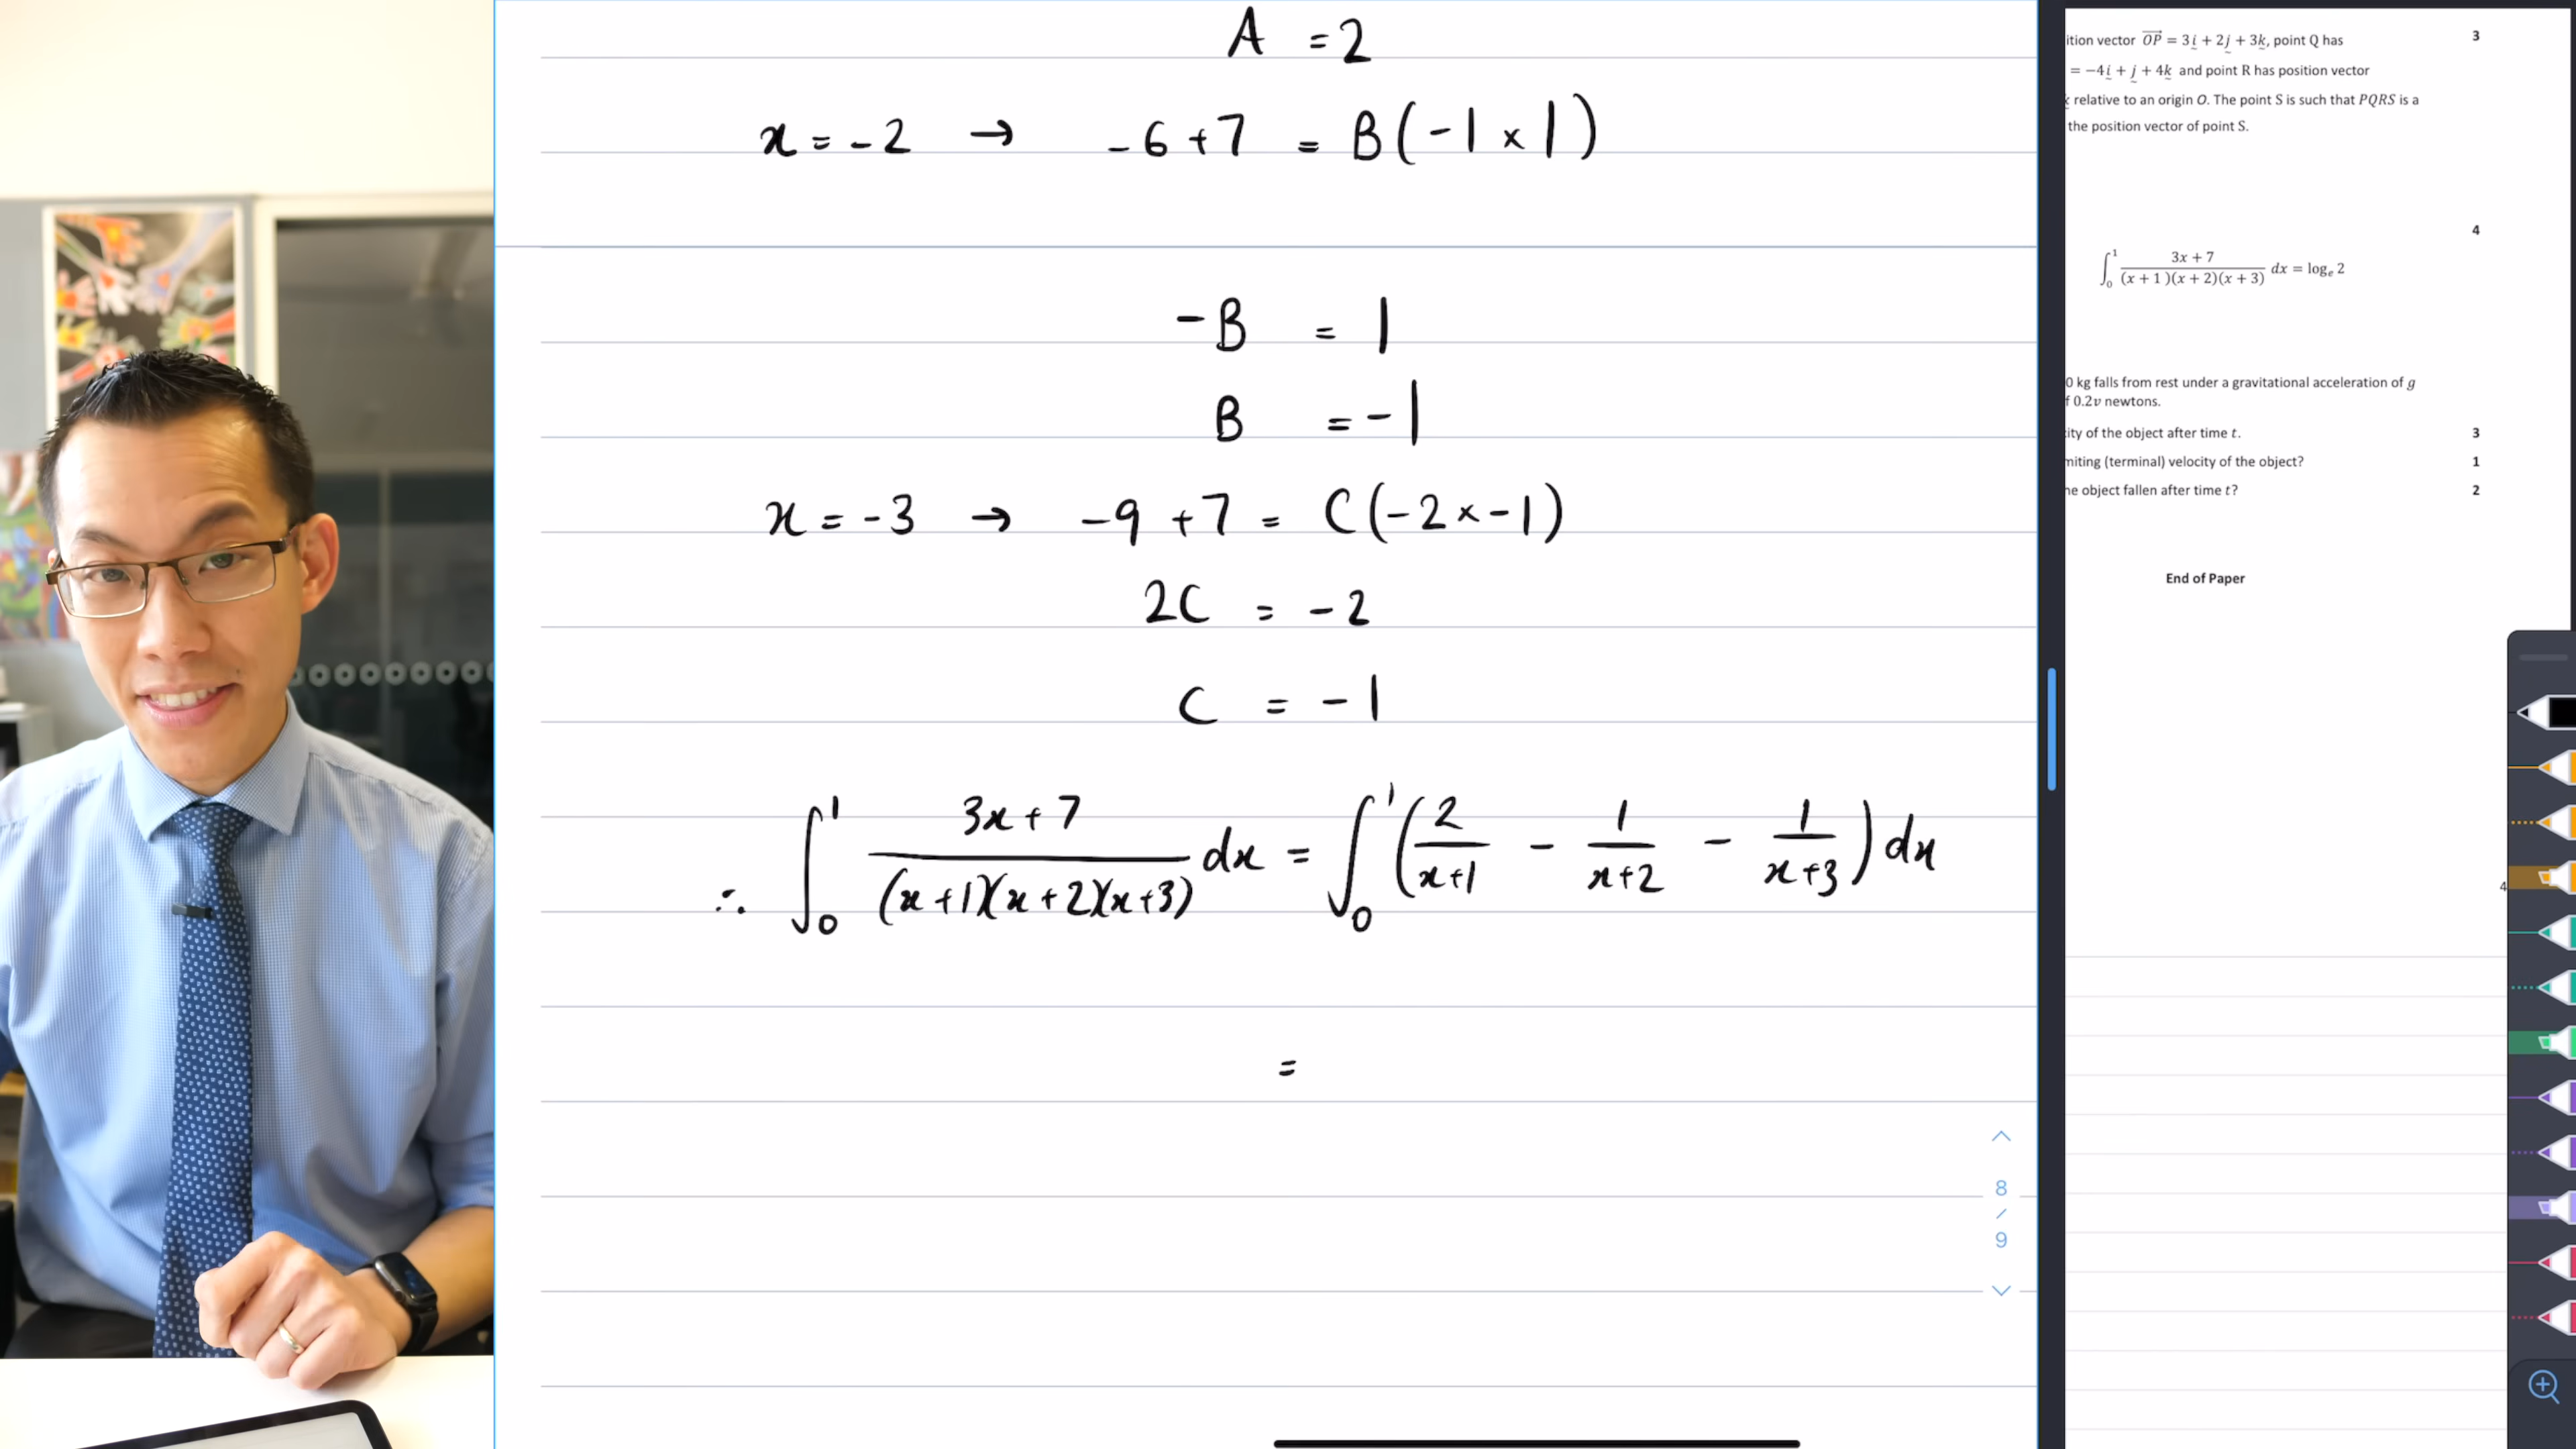 A = 2
x = -2 → -6 + 7 = B(-1 × 1)
-B = 1
B = -1
x = -3 → -9 + 7 = C(-2 × -1)
2C = -2
C = -1
∴ ∫₀¹ (3x + 7)/((x+1)(x+2)(x+3)) dx = ∫₀¹ (2/(x+1) - 1/(x+2) - 1/(x+3)) dx
=
8
/
9
ition vector OP = 3i + 2j + 3k, point Q has 3
= −4i + j + 4k and point R has position vector
relative to an origin O. The point S is such that PQRS is a
the position vector of point S.
4
∫₀¹ (3x + 7)/((x + 1)(x + 2)(x + 3)) dx = logₑ 2
0 kg falls from rest under a gravitational acceleration of g
f 0.2v newtons.
ity of the object after time t. 3
miting (terminal) velocity of the object? 1
he object fallen after time t? 2
End of Paper
4